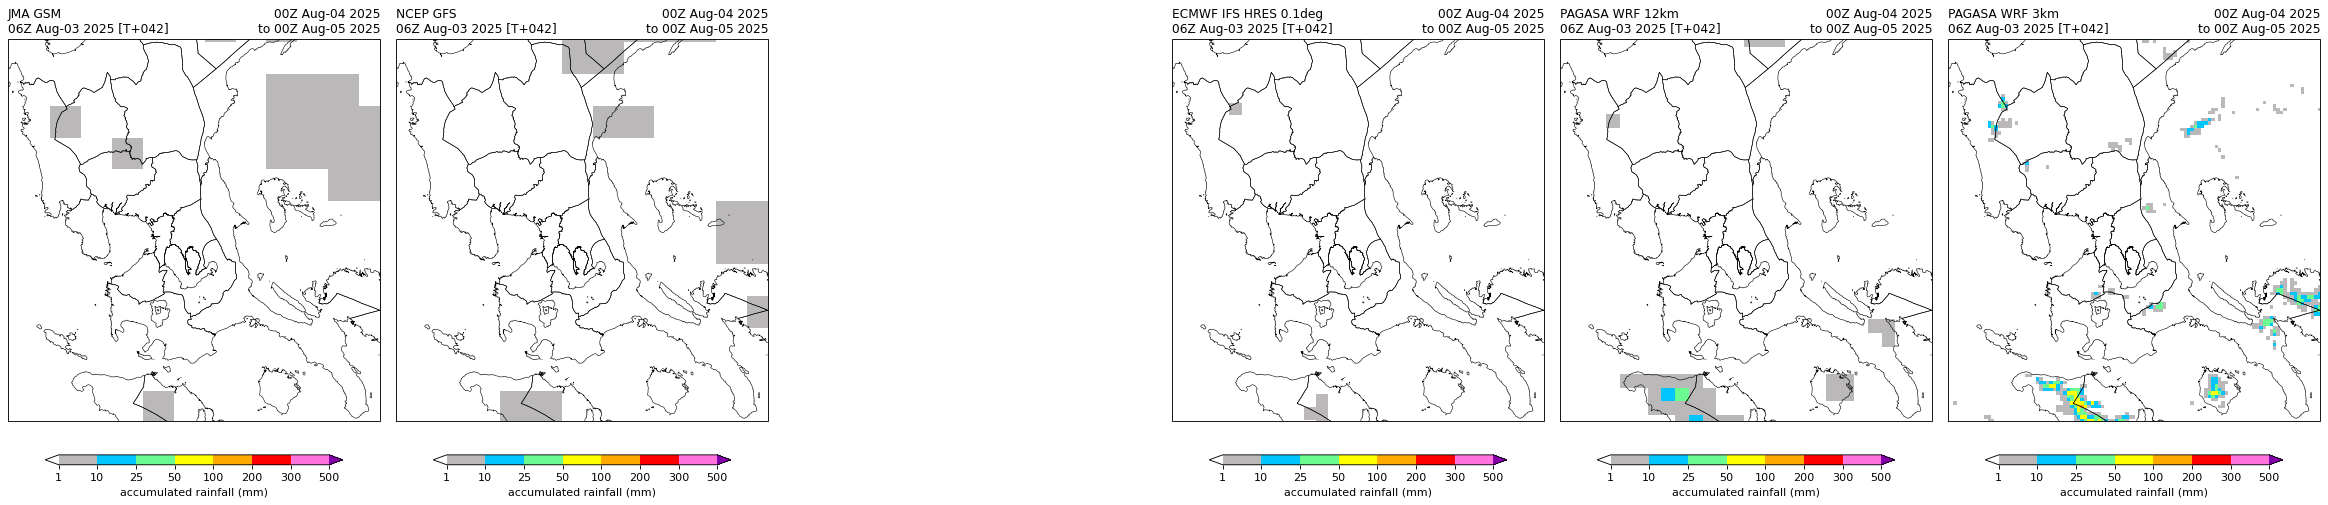 JMA GSM 00Z Aug-04 2025
06Z Aug-03 2025 [T+042] to 00Z Aug-05 2025
1 10 25 50 100 200 300 500
accumulated rainfall (mm)
NCEP GFS 00Z Aug-04 2025
06Z Aug-03 2025 [T+042] to 00Z Aug-05 2025
1 10 25 50 100 200 300 500
accumulated rainfall (mm)
ECMWF IFS HRES 0.1deg 00Z Aug-04 2025
06Z Aug-03 2025 [T+042] to 00Z Aug-05 2025
1 10 25 50 100 200 300 500
accumulated rainfall (mm)
PAGASA WRF 12km 00Z Aug-04 2025
06Z Aug-03 2025 [T+042] to 00Z Aug-05 2025
1 10 25 50 100 200 300 500
accumulated rainfall (mm)
PAGASA WRF 3km 00Z Aug-04 2025
06Z Aug-03 2025 [T+042] to 00Z Aug-05 2025
1 10 25 50 100 200 300 500
accumulated rainfall (mm)